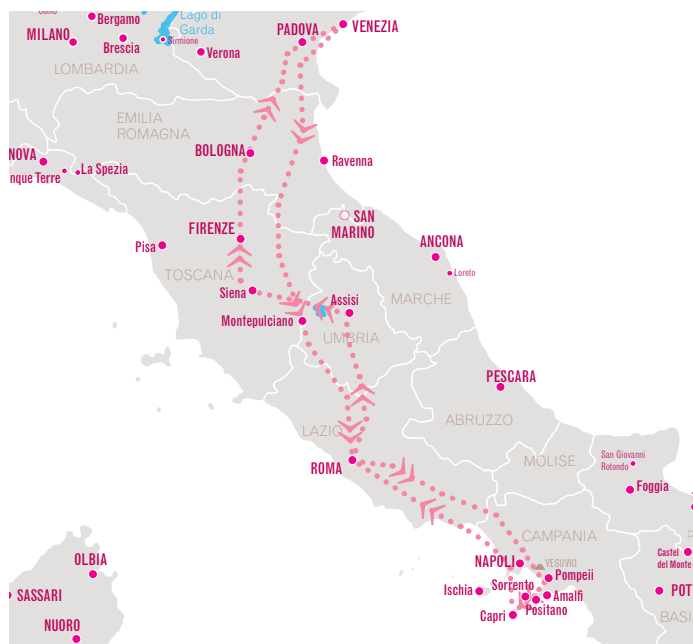 Como
Bergamo
Lago di
Garda
PADOVA
VENEZIA
MILANO
Brescia
Sirmione
Verona
LOMBARDIA
EMILIA
ROMAGNA
BOLOGNA
Ravenna
NOVA
nque Terre
La Spezia
SAN
MARINO
FIRENZE
Pisa
ANCONA
Loreto
TOSCANA
Siena
Assisi
MARCHE
Montepulciano
UMBRIA
PESCARA
ABRUZZO
LAZIO
ROMA
MOLISE
San Giovanni
Rotondo
Foggia
CAMPANIA
P
NAPOLI
VESUVIO
Castel
del Monte
Pompeii
OLBIA
Ischia
Sorrento
Amalfi
POT
SASSARI
Capri
Positano
BASI
NUORO